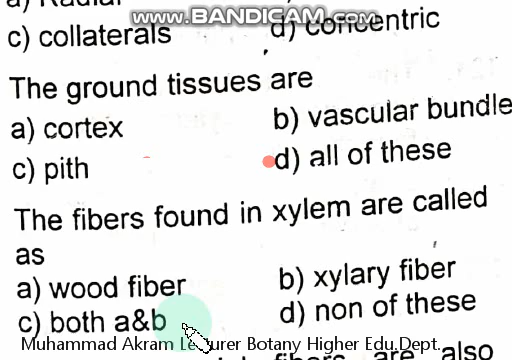 a) Radial
WWW.BANDICAM.COM
c) collaterals d) concentric
The ground tissues are
a) cortex b) vascular bundle
c) pith d) all of these
The fibers found in xylem are called
as
a) wood fiber b) xylary fiber
c) both a&b d) non of these
Muhammad Akram Lecturer Botany Higher Edu.Dept.
fibers are also